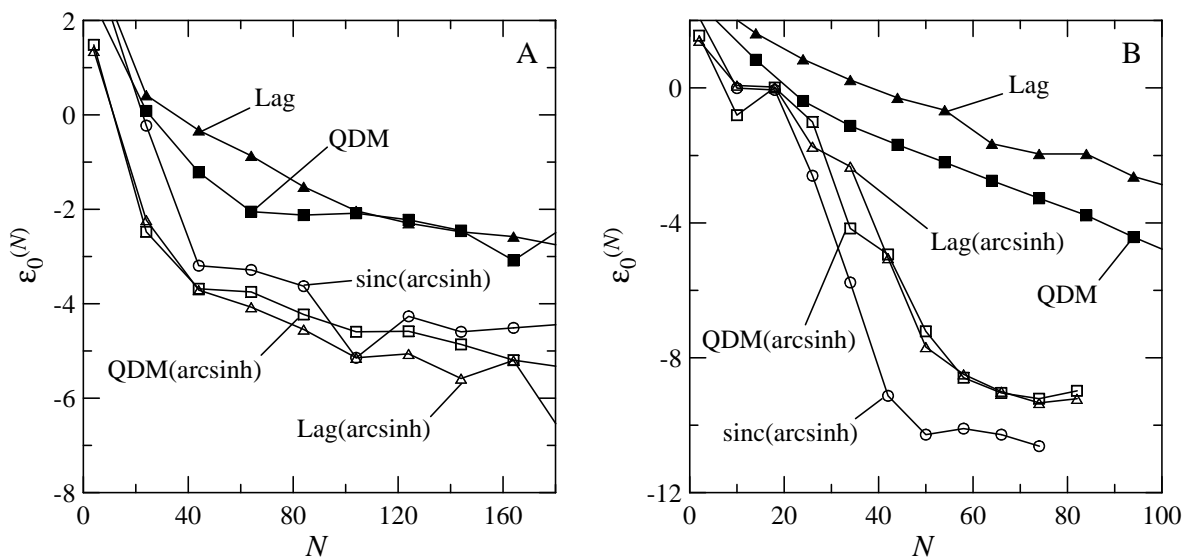 A
2
0
-2
-4
-6
-8
ε₀⁽ᴺ⁾
0 40 80 120 160
N
Lag
QDM
sinc(arcsinh)
QDM(arcsinh)
Lag(arcsinh)
B
0
-4
-8
-12
ε₀⁽ᴺ⁾
0 20 40 60 80 100
N
Lag
Lag(arcsinh)
QDM
QDM(arcsinh)
sinc(arcsinh)